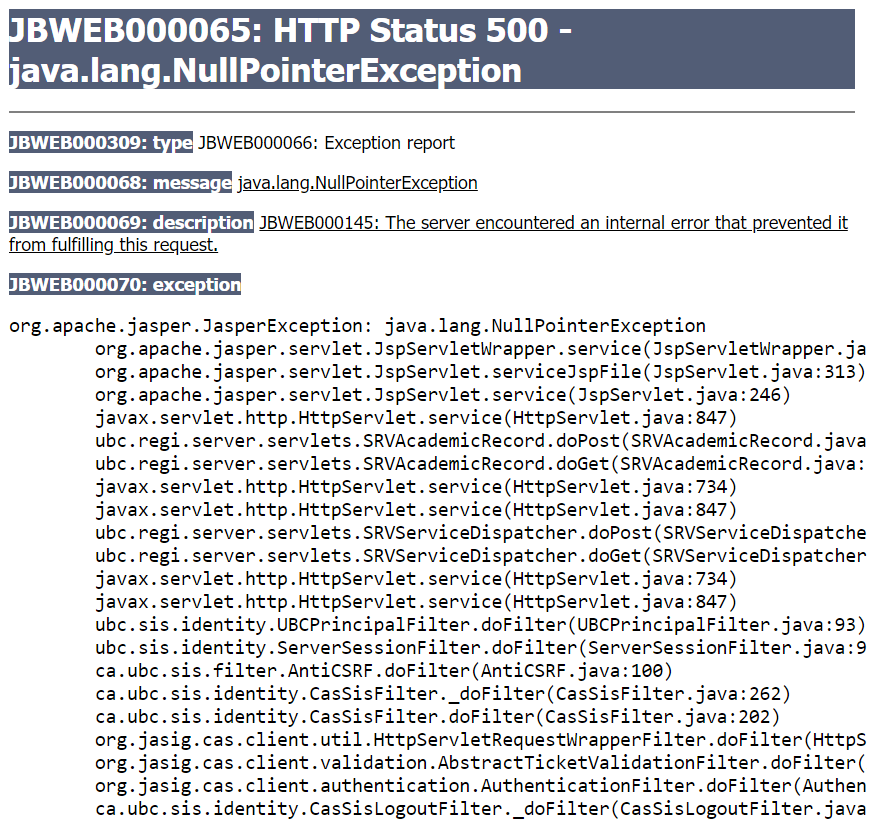 JBWEB000065: HTTP Status 500 -
java.lang.NullPointerException
JBWEB000309: type JBWEB000066: Exception report
JBWEB000068: message java.lang.NullPointerException
JBWEB000069: description JBWEB000145: The server encountered an internal error that prevented it
from fulfilling this request.
JBWEB000070: exception
org.apache.jasper.JasperException: java.lang.NullPointerException
org.apache.jasper.servlet.JspServletWrapper.service(JspServletWrapper.ja
org.apache.jasper.servlet.JspServlet.serviceJspFile(JspServlet.java:313)
org.apache.jasper.servlet.JspServlet.service(JspServlet.java:246)
javax.servlet.http.HttpServlet.service(HttpServlet.java:847)
ubc.regi.server.servlets.SRVAcademicRecord.doPost(SRVAcademicRecord.java
ubc.regi.server.servlets.SRVAcademicRecord.doGet(SRVAcademicRecord.java:
javax.servlet.http.HttpServlet.service(HttpServlet.java:734)
javax.servlet.http.HttpServlet.service(HttpServlet.java:847)
ubc.regi.server.servlets.SRVServiceDispatcher.doPost(SRVServiceDispatche
ubc.regi.server.servlets.SRVServiceDispatcher.doGet(SRVServiceDispatcher
javax.servlet.http.HttpServlet.service(HttpServlet.java:734)
javax.servlet.http.HttpServlet.service(HttpServlet.java:847)
ubc.sis.identity.UBCPrincipalFilter.doFilter(UBCPrincipalFilter.java:93)
ubc.sis.identity.ServerSessionFilter.doFilter(ServerSessionFilter.java:9
ca.ubc.sis.filter.AntiCSRF.doFilter(AntiCSRF.java:100)
ca.ubc.sis.identity.CasSisFilter._doFilter(CasSisFilter.java:262)
ca.ubc.sis.identity.CasSisFilter.doFilter(CasSisFilter.java:202)
org.jasig.cas.client.util.HttpServletRequestWrapperFilter.doFilter(HttpS
org.jasig.cas.client.validation.AbstractTicketValidationFilter.doFilter(
org.jasig.cas.client.authentication.AuthenticationFilter.doFilter(Authen
ca.ubc.sis.identity.CasSisLogoutFilter._doFilter(CasSisLogoutFilter.java